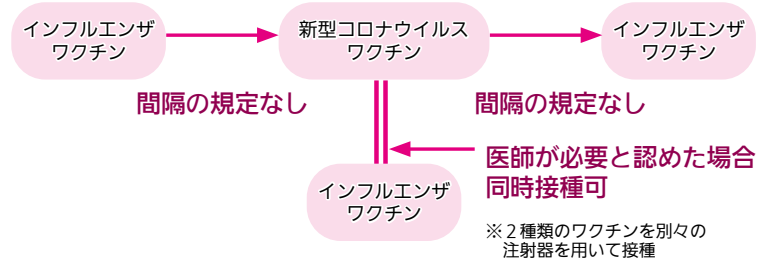 インフルエンザ
ワクチン
新型コロナウイルス
ワクチン
インフルエンザ
ワクチン
間隔の規定なし
間隔の規定なし
医師が必要と認めた場合
同時接種可
インフルエンザ
ワクチン
※２種類のワクチンを別々の
注射器を用いて接種